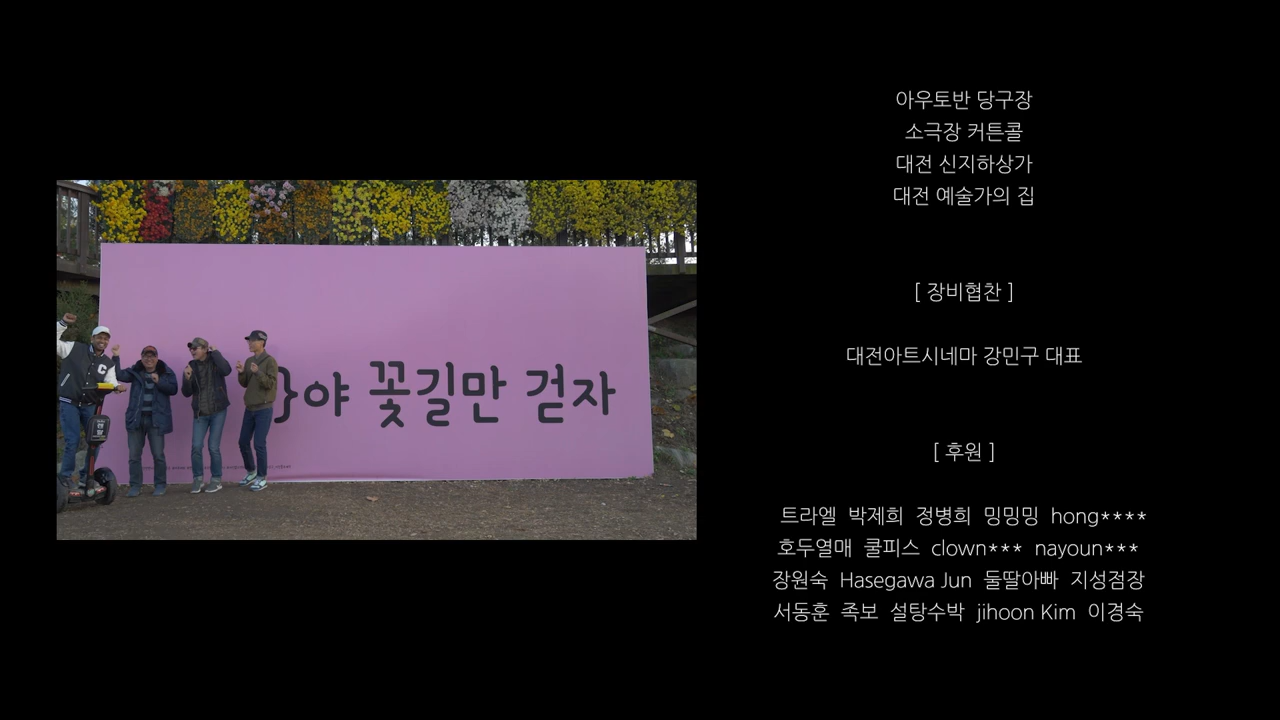 야 꽃길만 걷자
아우토반 당구장
소극장 커튼콜
대전 신지하상가
대전 예술가의 집
[ 장비협찬 ]
대전아트시네마 강민구 대표
[ 후원 ]
트라엘 박제희 정병희 밍밍밍 hong****
호두열매 쿨피스 clown*** nayoun***
장원숙 Hasegawa Jun 둘딸아빠 지성점장
서동훈 족보 설탕수박 jihoon Kim 이경숙